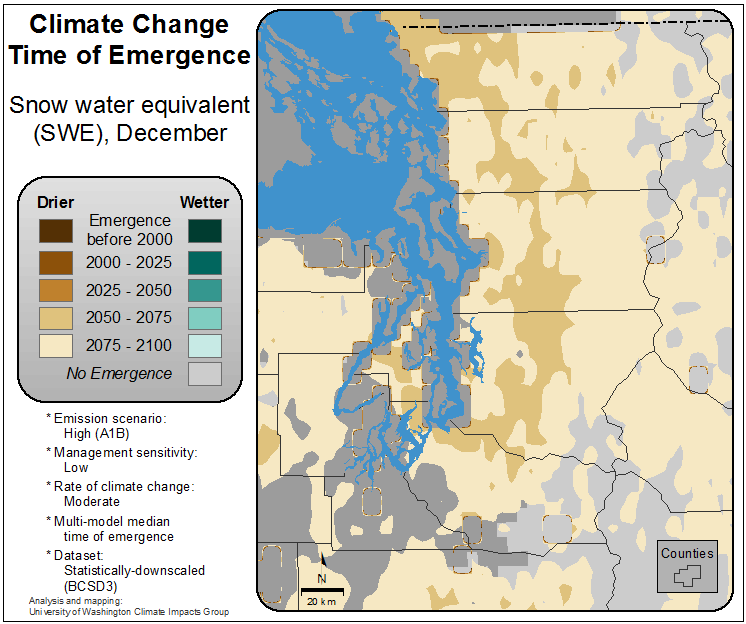 Climate Change
Time of Emergence
Snow water equivalent
(SWE), December
Drier
Wetter
Emergence
before 2000
2000 - 2025
2025 - 2050
2050 - 2075
2075 - 2100
No Emergence
* Emission scenario:
High (A1B)
* Management sensitivity:
Low
* Rate of climate change:
Moderate
* Multi-model median
time of emergence
* Dataset:
Statistically-downscaled
(BCSD3)
Analysis and mapping:
University of Washington Climate Impacts Group
N
20 km
Counties